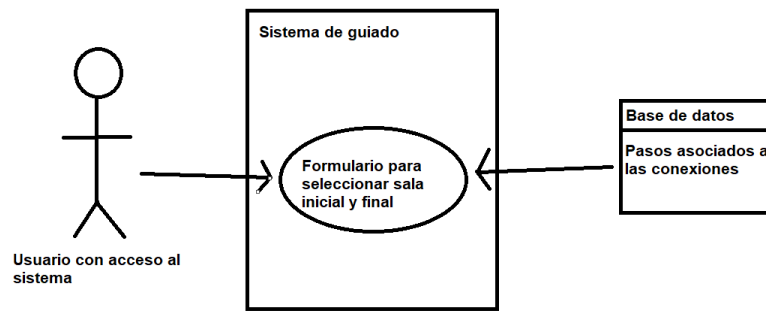 Sistema de guiado
Formulario para
seleccionar sala
inicial y final
Usuario con acceso al
sistema
Base de datos
Pasos asociados a
las conexiones